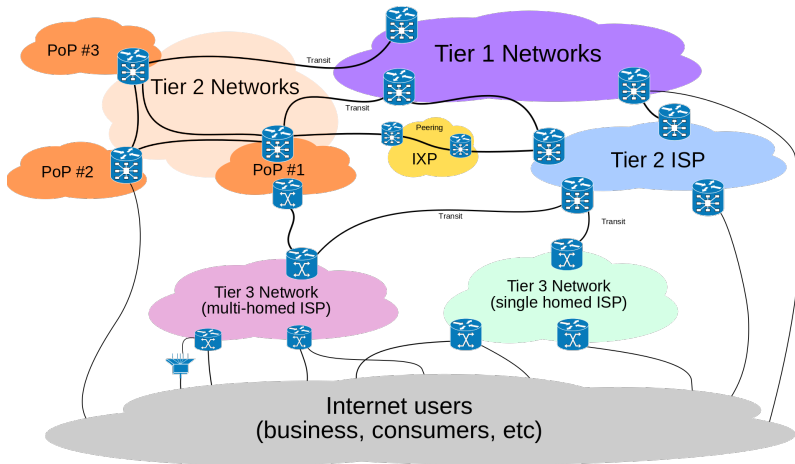 PoP #3
Tier 1 Networks
Transit
Tier 2 Networks
Transit
Peering
IXP
Tier 2 ISP
PoP #2
PoP #1
Transit
Transit
Tier 3 Network
(multi-homed ISP)
Tier 3 Network
(single homed ISP)
Internet users
(business, consumers, etc)